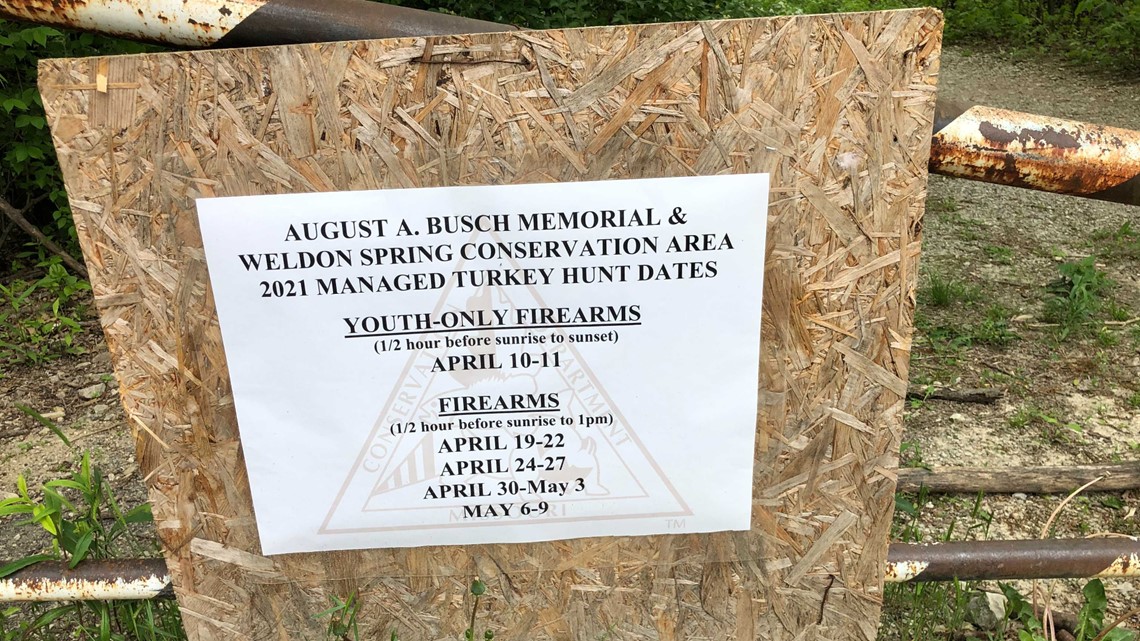 AUGUST A. BUSCH MEMORIAL &
WELDON SPRING CONSERVATION AREA
2021 MANAGED TURKEY HUNT DATES
YOUTH-ONLY FIREARMS
(1/2 hour before sunrise to sunset)
APRIL 10-11
FIREARMS
(1/2 hour before sunrise to 1pm)
APRIL 19-22
APRIL 24-27
APRIL 30-May 3
MAY 6-9
MISSOURI
TM